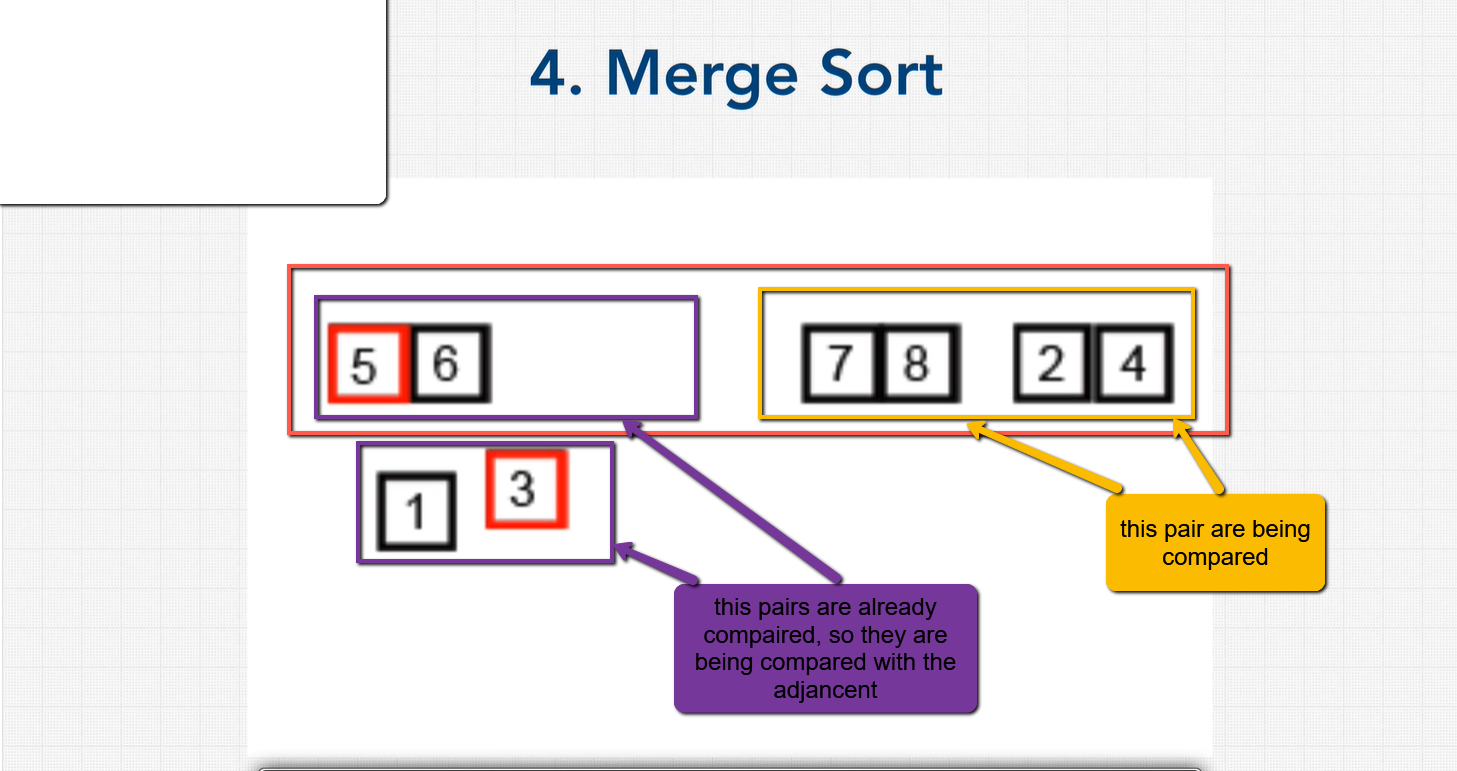 4. Merge Sort
5 6 7 8 2 4
1 3
this pair are being
compared
this pairs are already
compaired, so they are
being compared with the
adjancent